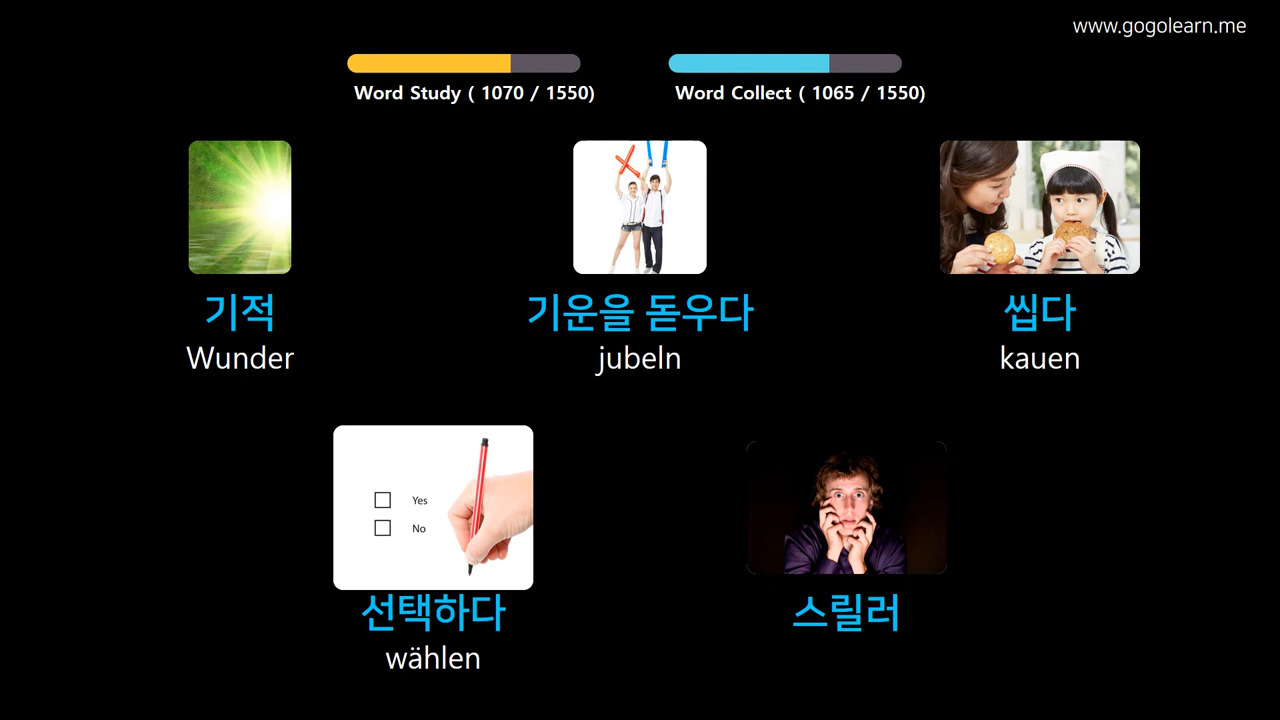 www.gogolearn.me
Word Study ( 1070 / 1550)
Word Collect ( 1065 / 1550)
기적
Wunder
기운을 돋우다
jubeln
씹다
kauen
Yes
No
선택하다
wählen
스릴러